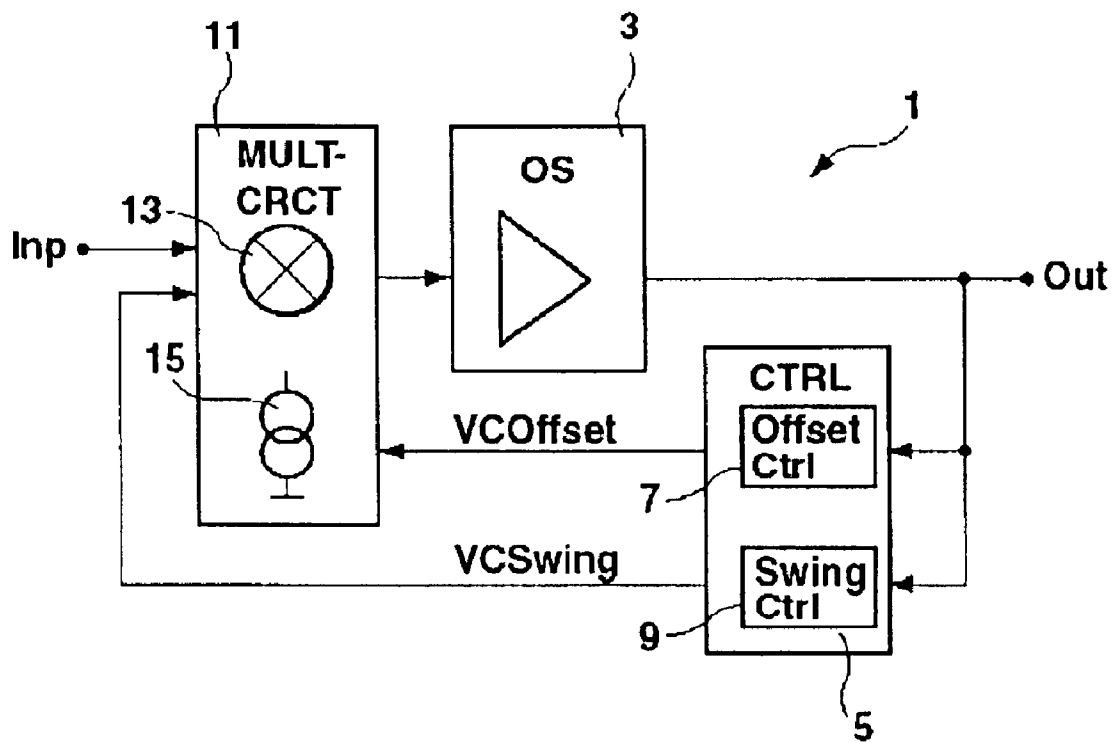 11
3
1
MULT-
CRCT
OS
13
Inp
Out
15
CTRL
VCOffset
Offset
Ctrl
7
VCSwing
Swing
Ctrl
9
5